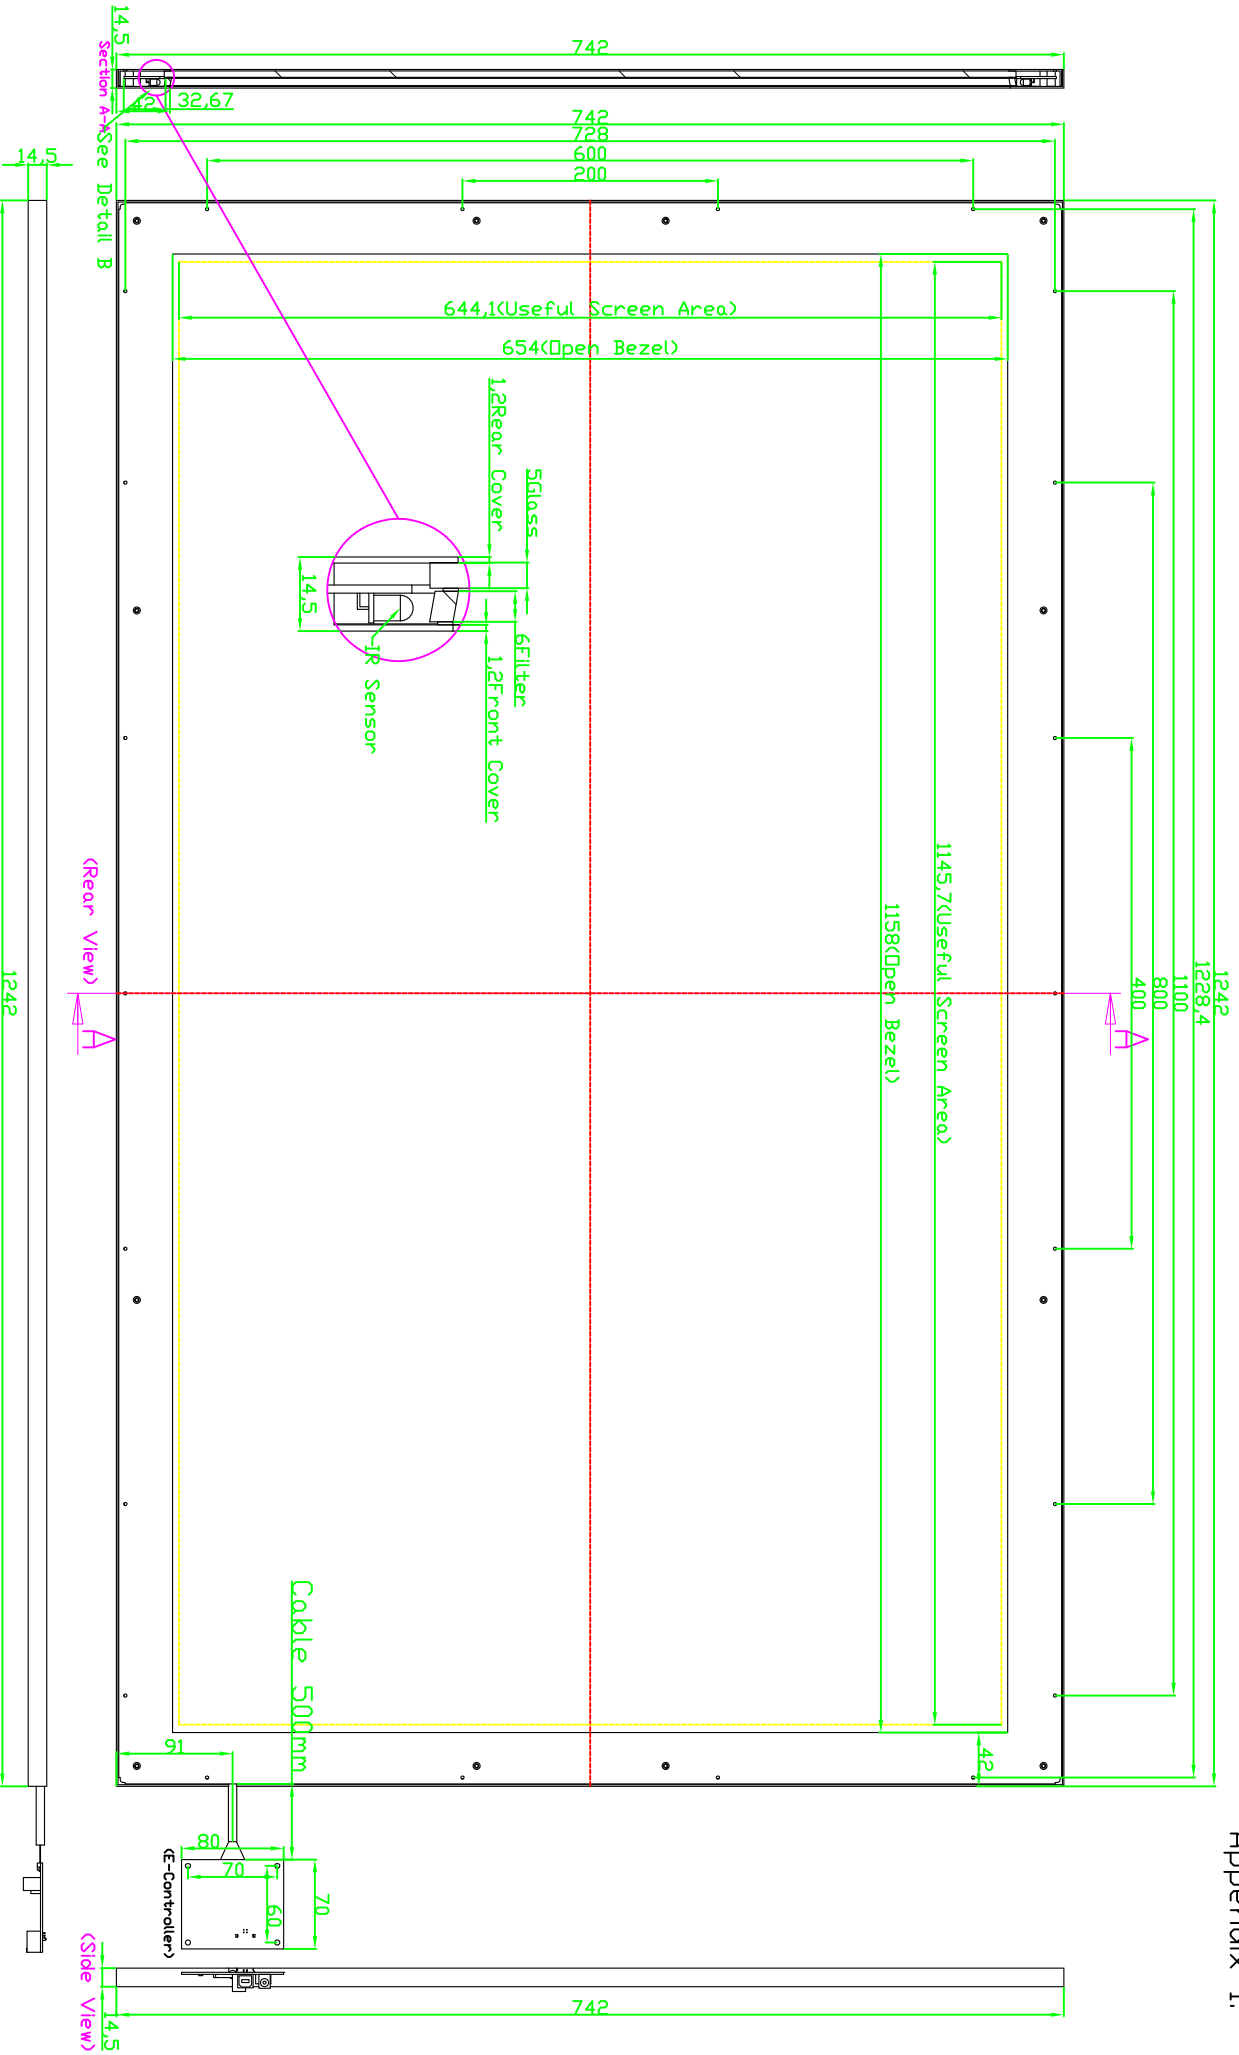 Appendix 1.
742
14,5
Section A-A
42
32,67
See Detail B
742
728
600
200
14,5
644,1(Useful Screen Area)
654(Open Bezel)
1,2Rear Cover
5Glass
14,5
IR Sensor
6Filter
1,2Front Cover
1145,7(Useful Screen Area)
1158(Open Bezel)
1242
1228,4
1100
800
400
A
A
(Rear View)
1242
Cable 500mm
91
42
80
70
70
60
(E-Controller)
(Side View)
14,5
742